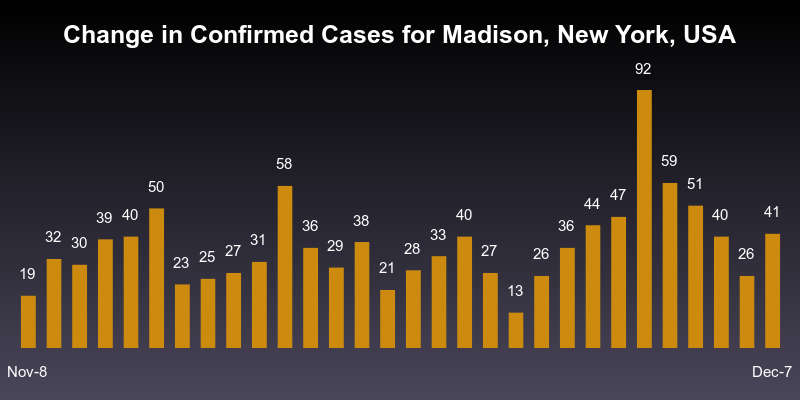 Change in Confirmed Cases for Madison, New York, USA
19 32 30 39 40 50 23 25 27 31 58 36 29 38 21 28 33 40 27 13 26 36 44 47 92 59 51 40 26 41
Nov-8 Dec-7